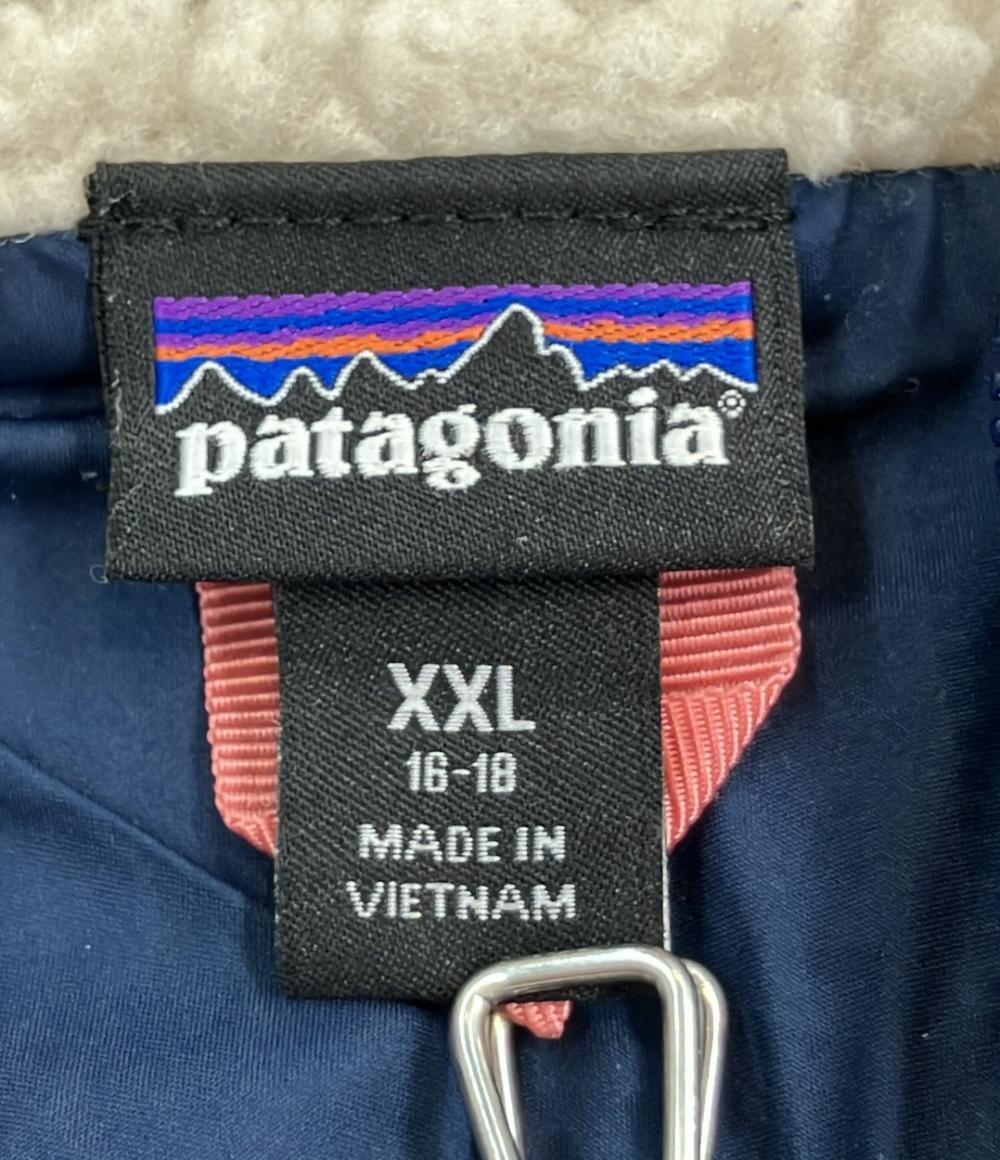 patagonia®
XXL
16-18
MADE IN
VIETNAM